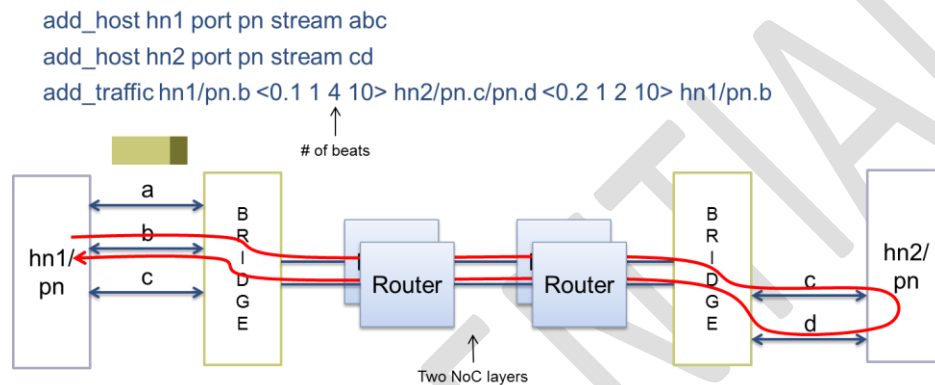 add_host hn1 port pn stream abc
add_host hn2 port pn stream cd
add_traffic hn1/pn.b <0.1 1 4 10> hn2/pn.c/pn.d <0.2 1 2 10> hn1/pn.b
# of beats
a
b
c
hn1/
pn
B
R
I
D
G
E
Router
Router
B
R
I
D
G
E
c
d
hn2/
pn
Two NoC layers
ENTIAL